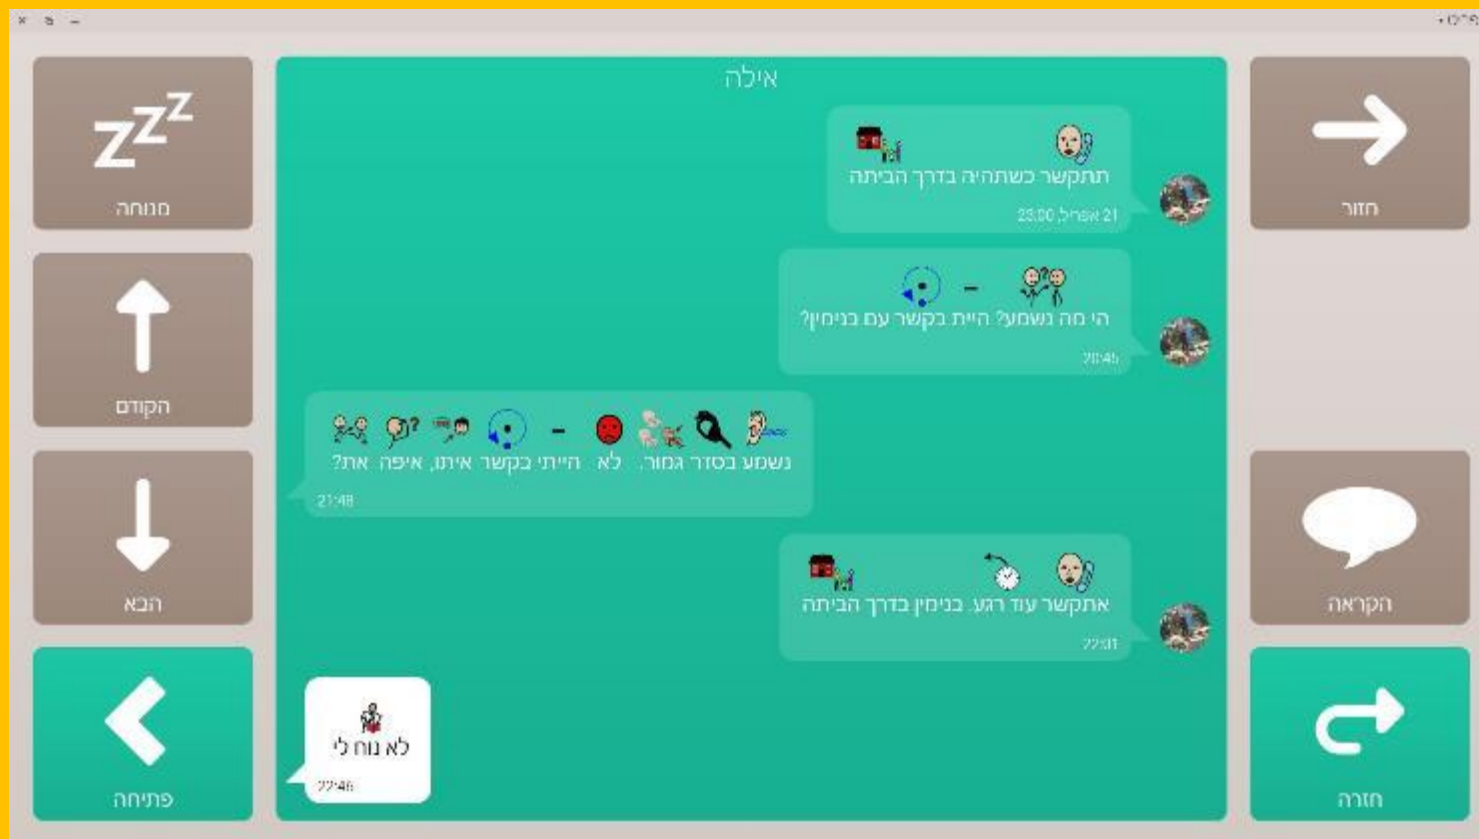 אילה
תתקשר כשתהיה בדרך הביתה
21 אפריל, 23:00
הי מה נשמע? היית בקשר עם בנימין?
20:45
נשמע בסדר גמור. לא הייתי בקשר איתו, איפה את?
21:48
אתקשר עוד רגע. בנימין בדרך הביתה
22:01
לא נוח לי
22:46
חזור
הקראה
חזרה
zzz
מנוחה
הקודם
הבא
פתיחה